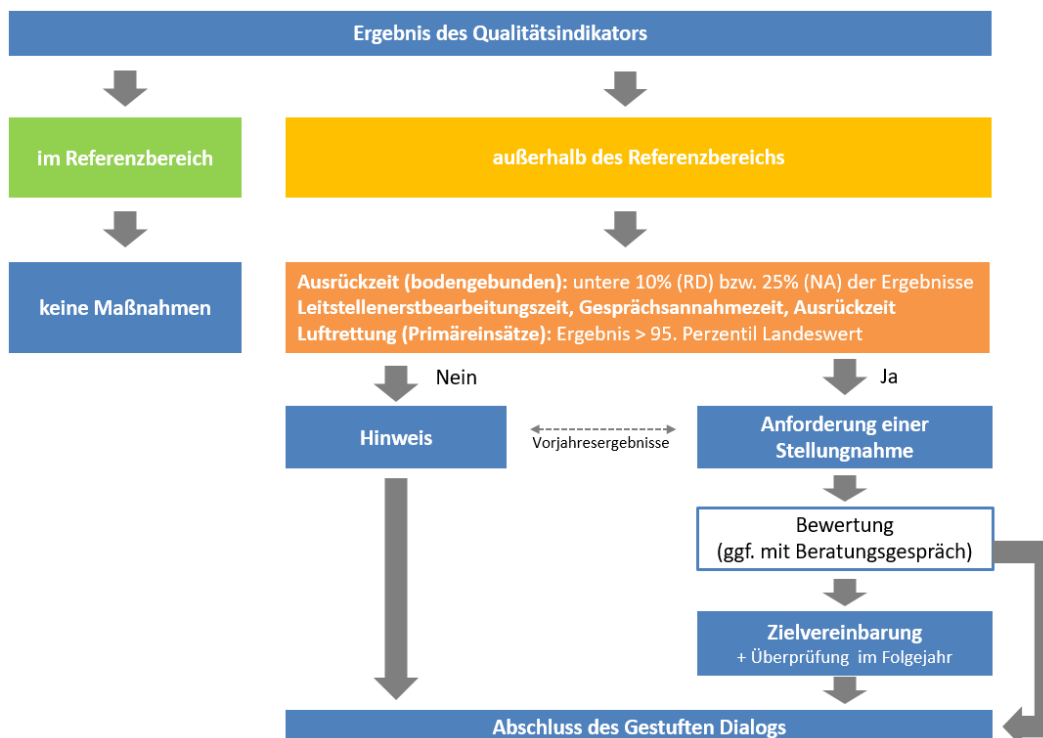 Ergebnis des Qualitätsindikators
im Referenzbereich
außerhalb des Referenzbereichs
keine Maßnahmen
Ausrückzeit (bodengebunden): untere 10% (RD) bzw. 25% (NA) der Ergebnisse
Leitstellenerstbearbeitungszeit, Gesprächsannahmezeit, Ausrückzeit
Luftrettung (Primäreinsätze): Ergebnis > 95. Perzentil Landeswert
Nein
Ja
Hinweis
Vorjahresergebnisse
Anforderung einer
Stellungnahme
Bewertung
(ggf. mit Beratungsgespräch)
Zielvereinbarung
+ Überprüfung im Folgejahr
Abschluss des Gestuften Dialogs